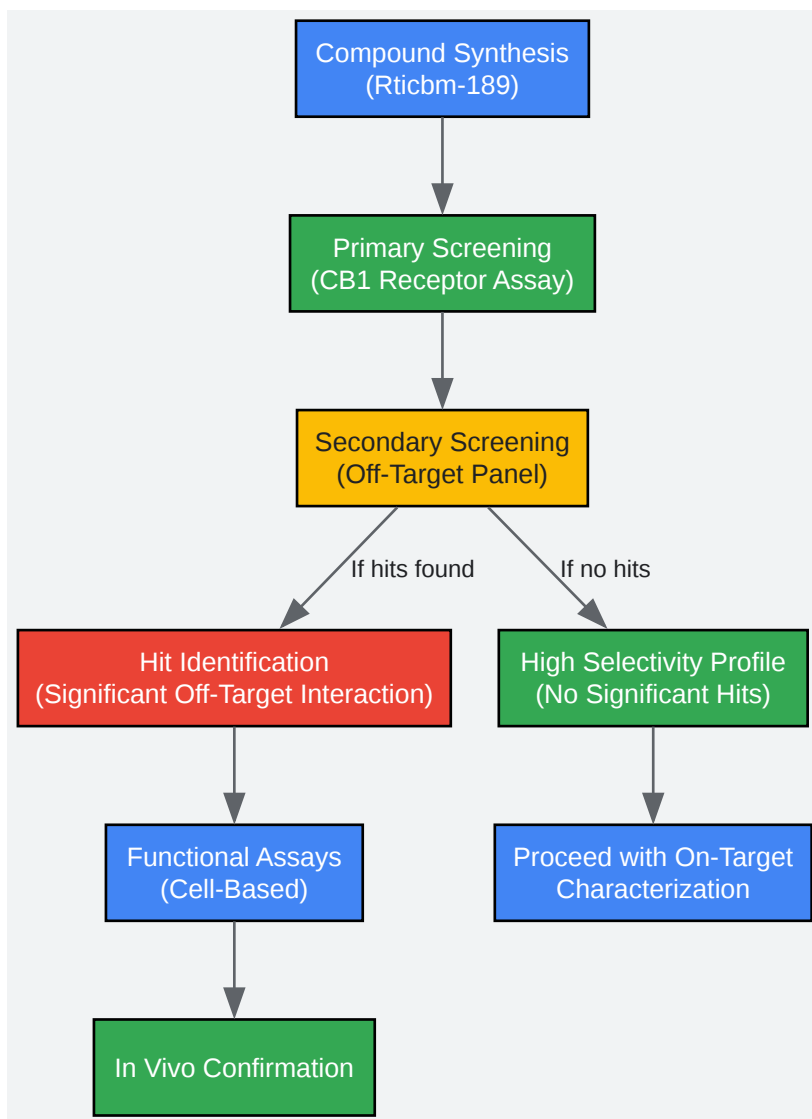 Compound Synthesis
(Rticbm-189)
Primary Screening
(CB1 Receptor Assay)
Secondary Screening
(Off-Target Panel)
If hits found
If no hits
Hit Identification
(Significant Off-Target Interaction)
High Selectivity Profile
(No Significant Hits)
Functional Assays
(Cell-Based)
Proceed with On-Target
Characterization
In Vivo Confirmation